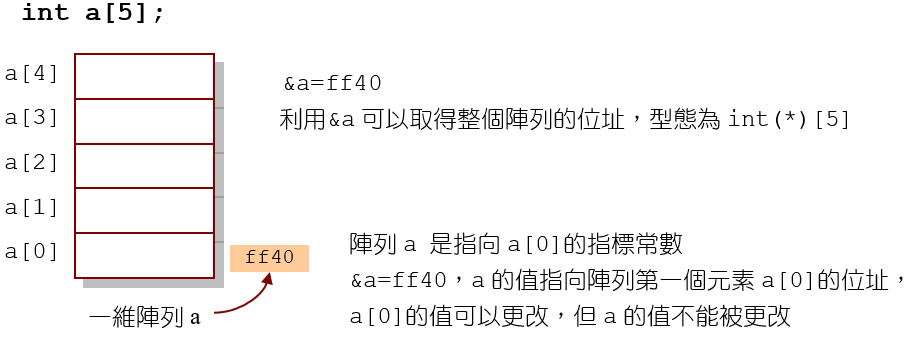 int a[5];
a[4]
&a=ff40
a[3]
利用&a 可以取得整個陣列的位址，型態為 int(*)[5]
a[2]
a[1]
a[0]
ff40
陣列 a 是指向 a[0]的指標常數
&a=ff40，a 的值指向陣列第一個元素 a[0]的位址，
a[0]的值可以更改，但 a 的值不能被更改
一維陣列 a